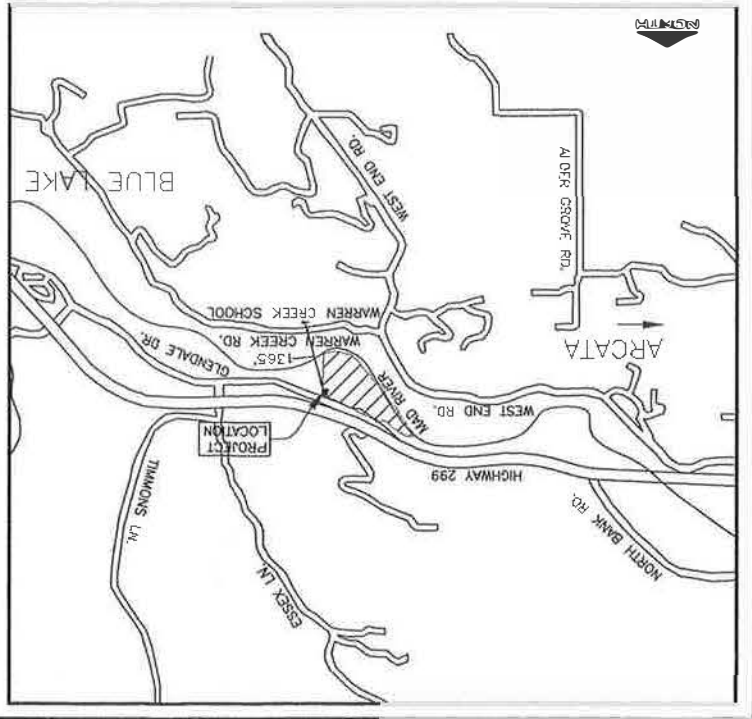 ESSEX LN.
NORTH BANK RD.
TIMMONS LN.
HIGHWAY 299
PROJECT
LOCATION
WEST END RD.
MAD RIVER
GLENDALE DR.
1365'
ARCATA
WARREN CREEK RD.
WARREN CREEK SCHOOL
ALDER GROVE RD.
WEST END RD.
BLUE LAKE
NORTH